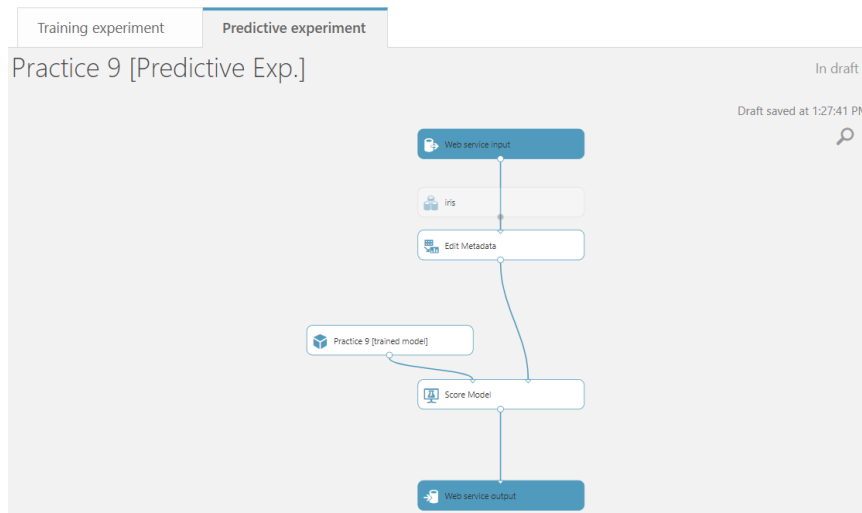 Training experiment
Predictive experiment
Practice 9 [Predictive Exp.]
In draft
Draft saved at 1:27:41 PM
Web service input
iris
Edit Metadata
Practice 9 [trained model]
Score Model
Web service output